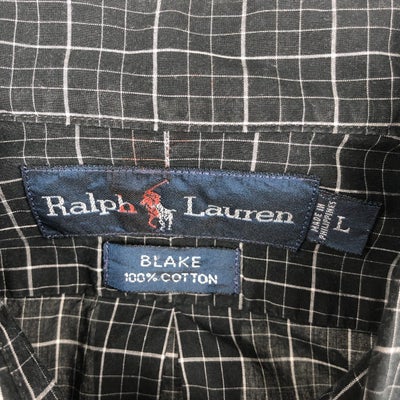 Ralph Lauren
MADE IN
PHILIPPINES
L
BLAKE
100% COTTON